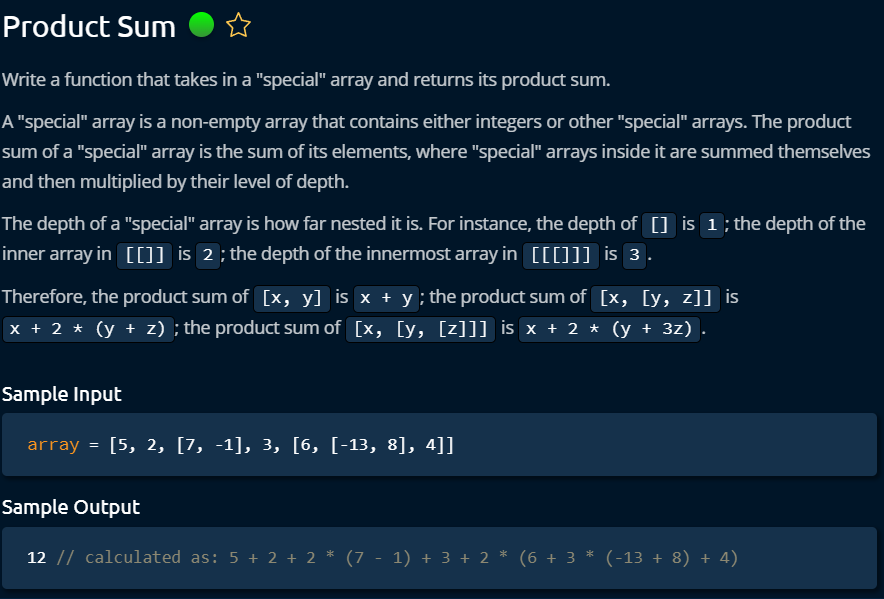 Product Sum
Write a function that takes in a "special" array and returns its product sum.
A "special" array is a non-empty array that contains either integers or other "special" arrays. The product
sum of a "special" array is the sum of its elements, where "special" arrays inside it are summed themselves
and then multiplied by their level of depth.
The depth of a "special" array is how far nested it is. For instance, the depth of [] is 1; the depth of the
inner array in [[]] is 2; the depth of the innermost array in [[[]]] is 3.
Therefore, the product sum of [x, y] is x + y; the product sum of [x, [y, z]] is
x + 2 * (y + z); the product sum of [x, [y, [z]]] is x + 2 * (y + 3z).
Sample Input
array = [5, 2, [7, -1], 3, [6, [-13, 8], 4]]
Sample Output
12 // calculated as: 5 + 2 + 2 * (7 - 1) + 3 + 2 * (6 + 3 * (-13 + 8) + 4)